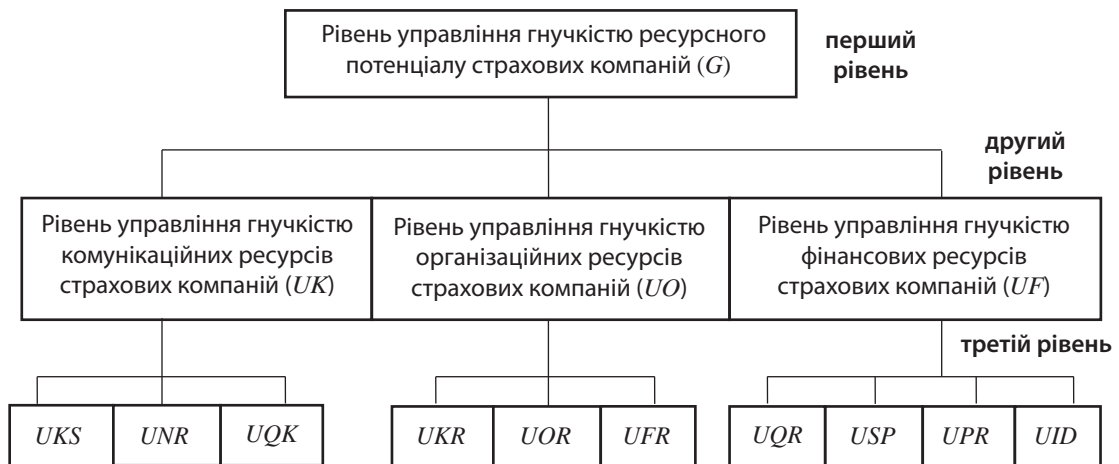 Рівень управління гнучкістю ресурсного
потенціалу страхових компаній (G)
перший
рівень
другий
рівень
Рівень управління гнучкістю
комунікаційних ресурсів
страхових компаній (UK)
Рівень управління гнучкістю
організаційних ресурсів
страхових компаній (UO)
Рівень управління гнучкістю
фінансових ресурсів
страхових компаній (UF)
третій рівень
UKS
UNR
UQK
UKR
UOR
UFR
UQR
USP
UPR
UID